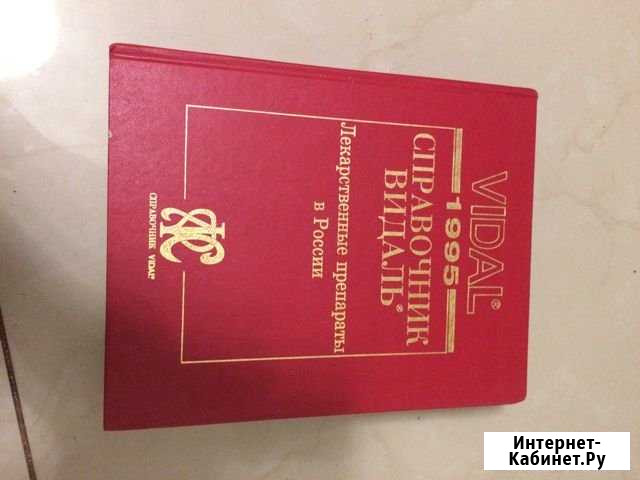 VIDAL®
1995
СПРАВОЧНИК
ВИДАЛЬ®
Лекарственные препараты
в России
СПРАВОЧНИК VIDAL®
Интернет-
Кабинет.Ру